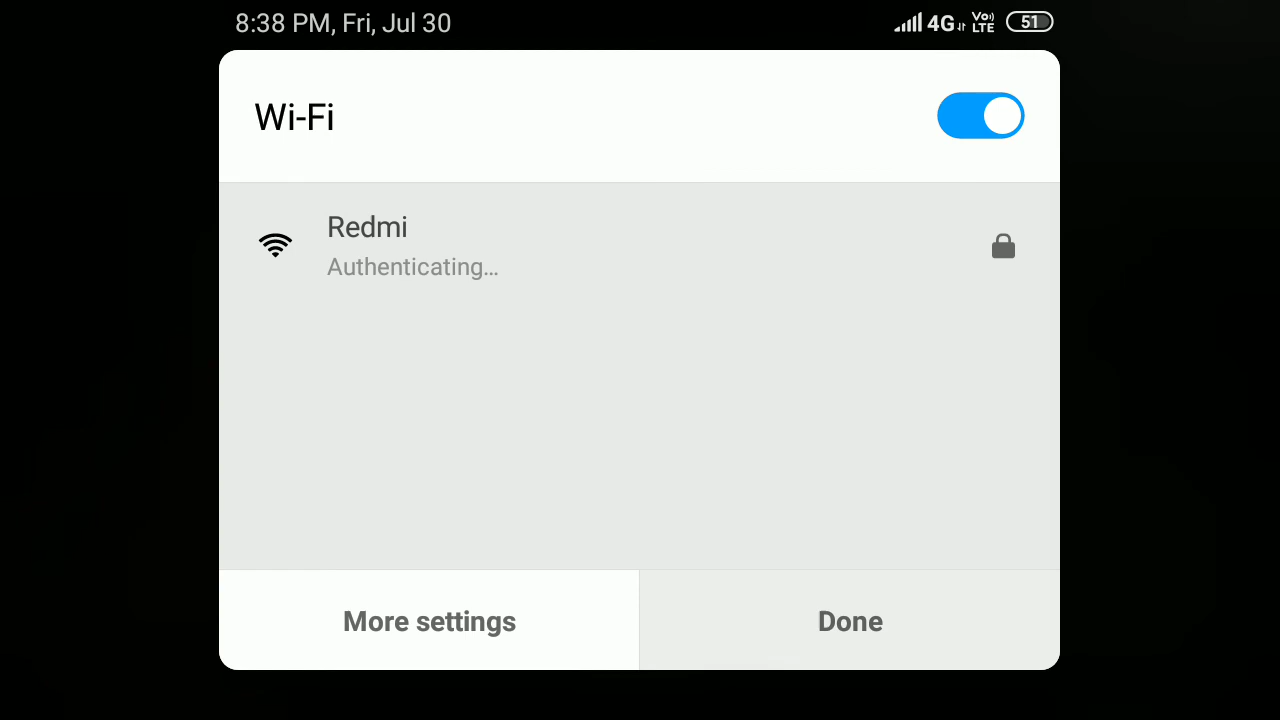 8:38 PM, Fri, Jul 30 4G Vo) LTE 51
Wi-Fi
Redmi
Authenticating...
More settings
Done